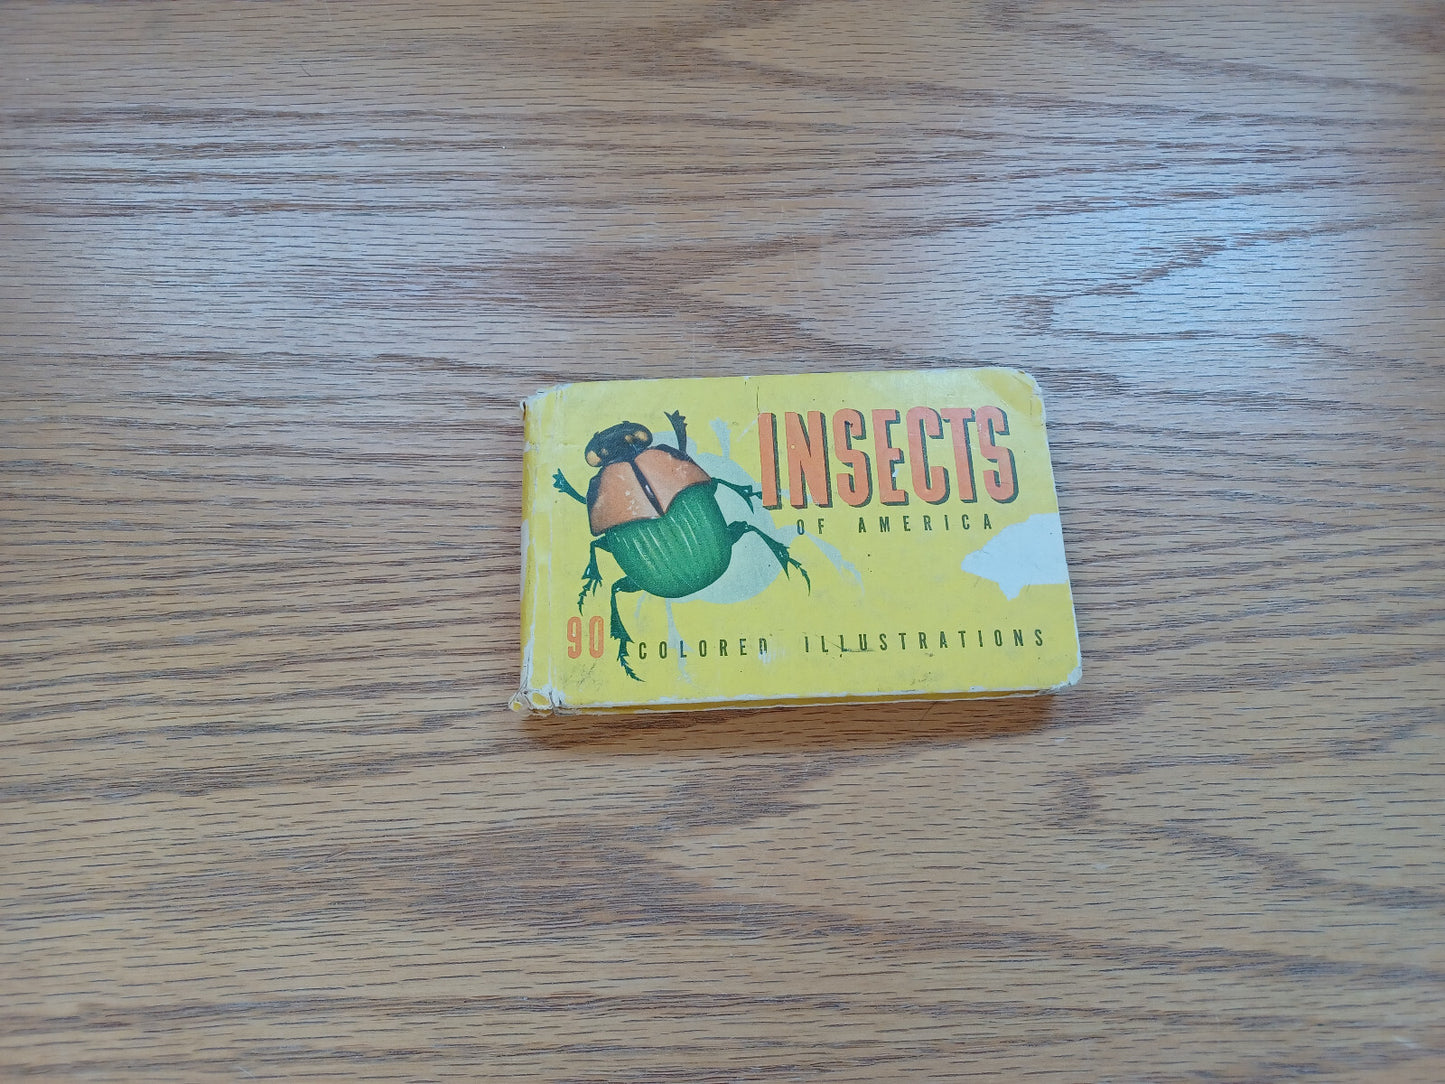 INSECTS
OF AMERICA
90 COLORED ILLUSTRATIONS